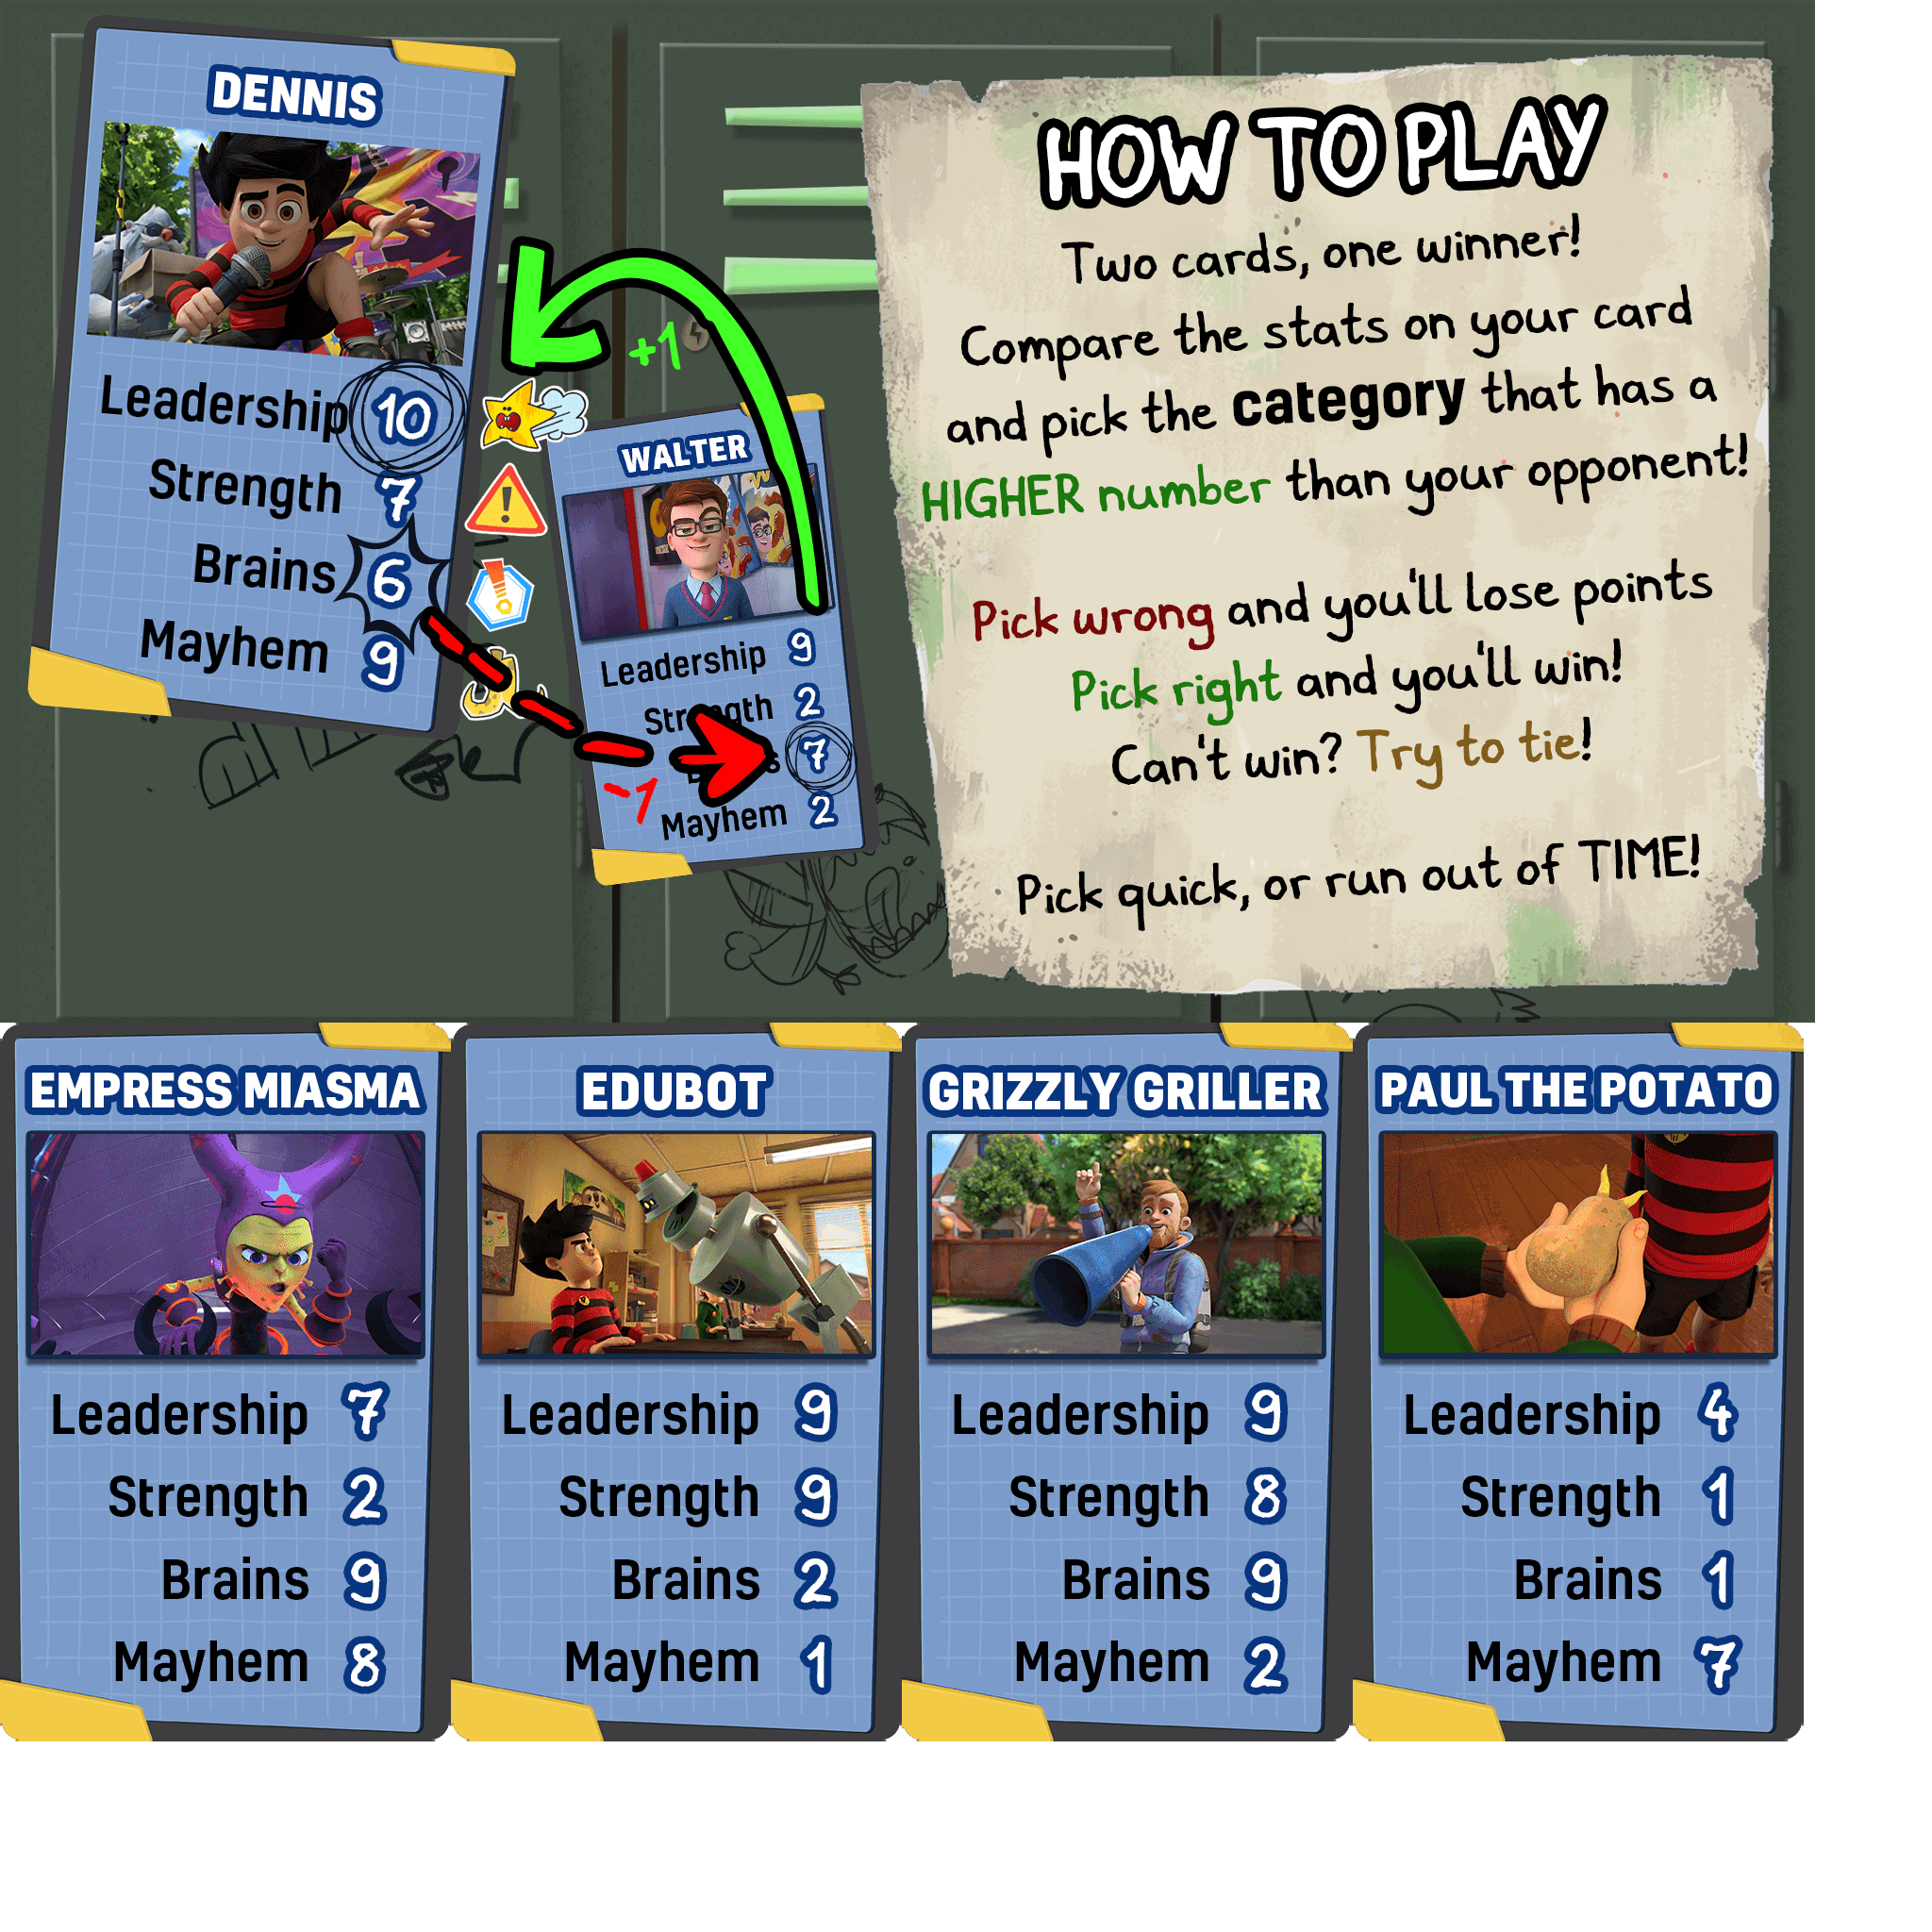 DENNIS
Leadership 10
Strength 7
Brains 6
Mayhem 9
+1
WALTER
Leadership 9
Strength 2
7
Mayhem 2
-1
HOW TO PLAY
Two cards, one winner!
Compare the stats on your card
and pick the category that has a
HIGHER number than your opponent!
Pick wrong and you'll lose points
Pick right and you'll win!
Can't win? Try to tie!
Pick quick, or run out of TIME!
EMPRESS MIASMA
Leadership 7
Strength 2
Brains 9
Mayhem 8
EDUBOT
Leadership 9
Strength 9
Brains 2
Mayhem 1
GRIZZLY GRILLER
Leadership 9
Strength 8
Brains 9
Mayhem 2
PAUL THE POTATO
Leadership 4
Strength 1
Brains 1
Mayhem 7